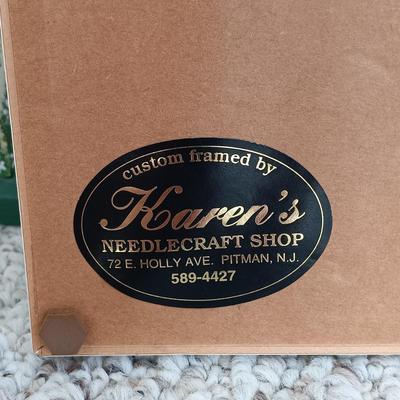 custom framed by
Karen's
NEEDLECRAFT SHOP
72 E. HOLLY AVE. PITMAN, N.J.
589-4427